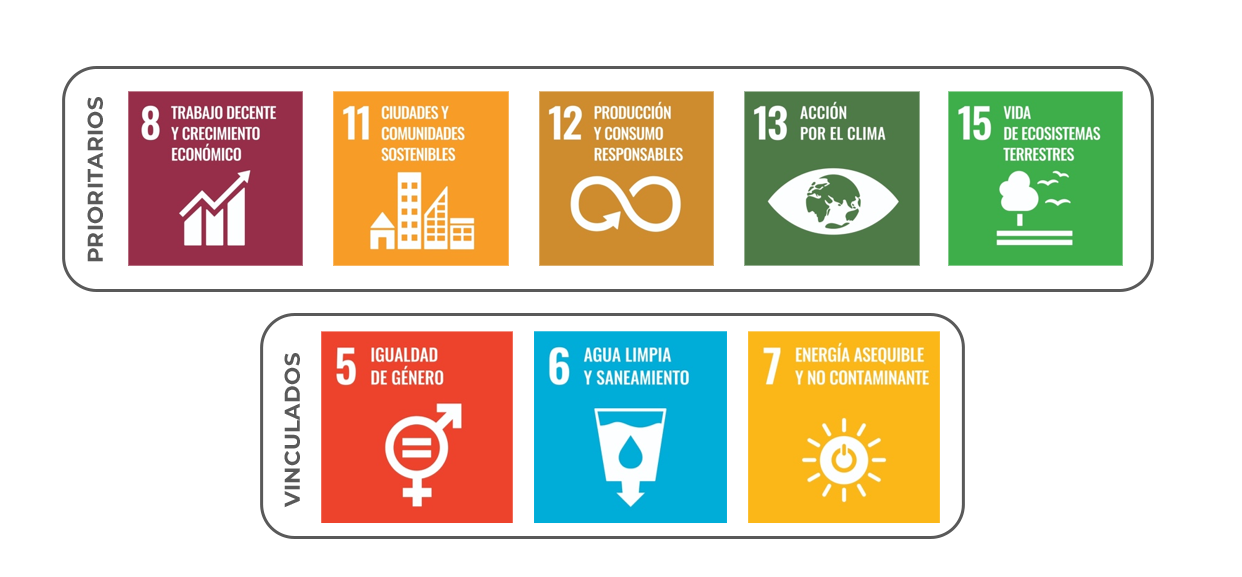 PRIORITARIOS
8 TRABAJO DECENTE
Y CRECIMIENTO
ECONÓMICO
11 CIUDADES Y
COMUNIDADES
SOSTENIBLES
12 PRODUCCIÓN
Y CONSUMO
RESPONSABLES
13 ACCIÓN
POR EL CLIMA
15 VIDA
DE ECOSISTEMAS
TERRESTRES
VINCULADOS
5 IGUALDAD
DE GÉNERO
6 AGUA LIMPIA
Y SANEAMIENTO
7 ENERGÍA ASEQUIBLE
Y NO CONTAMINANTE